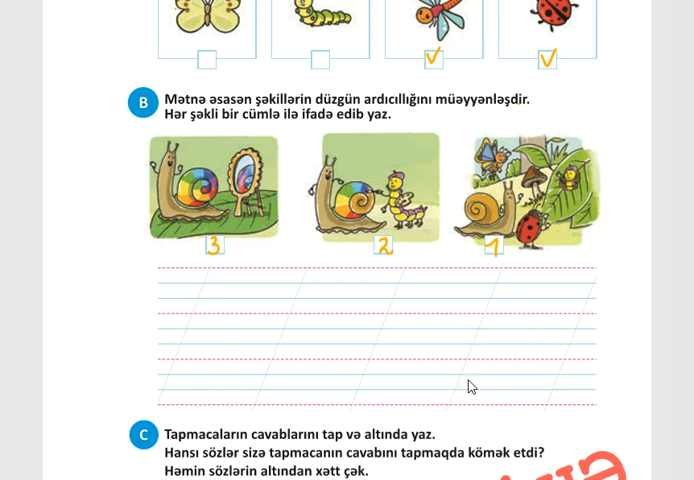 B
Mətnə əsasən şəkillərin düzgün ardıcıllığını müəyyənləşdir.
Hər şəkli bir cümlə ilə ifadə edib yaz.
3 2 1
C
Tapmacaların cavablarını tap və altında yaz.
Hansı sözlər sizə tapmacanın cavabını tapmaqda kömək etdi?
Həmin sözlərin altından xətt çək.